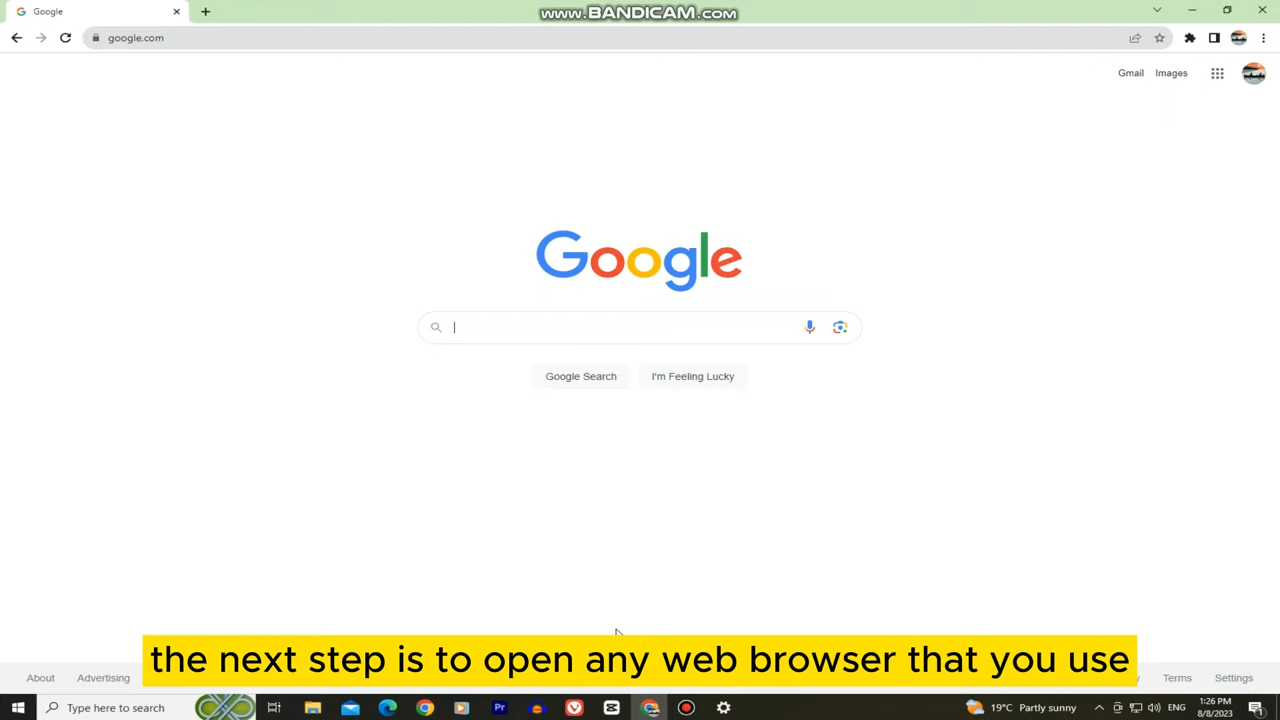 Google
www.BANDICAM.com
google.com
Gmail Images
Google
Google Search I'm Feeling Lucky
the next step is to open any web browser that you use
About Advertising Terms Settings
Type here to search
Pr
19°C Partly sunny
ENG
1:26 PM
8/8/2023
1